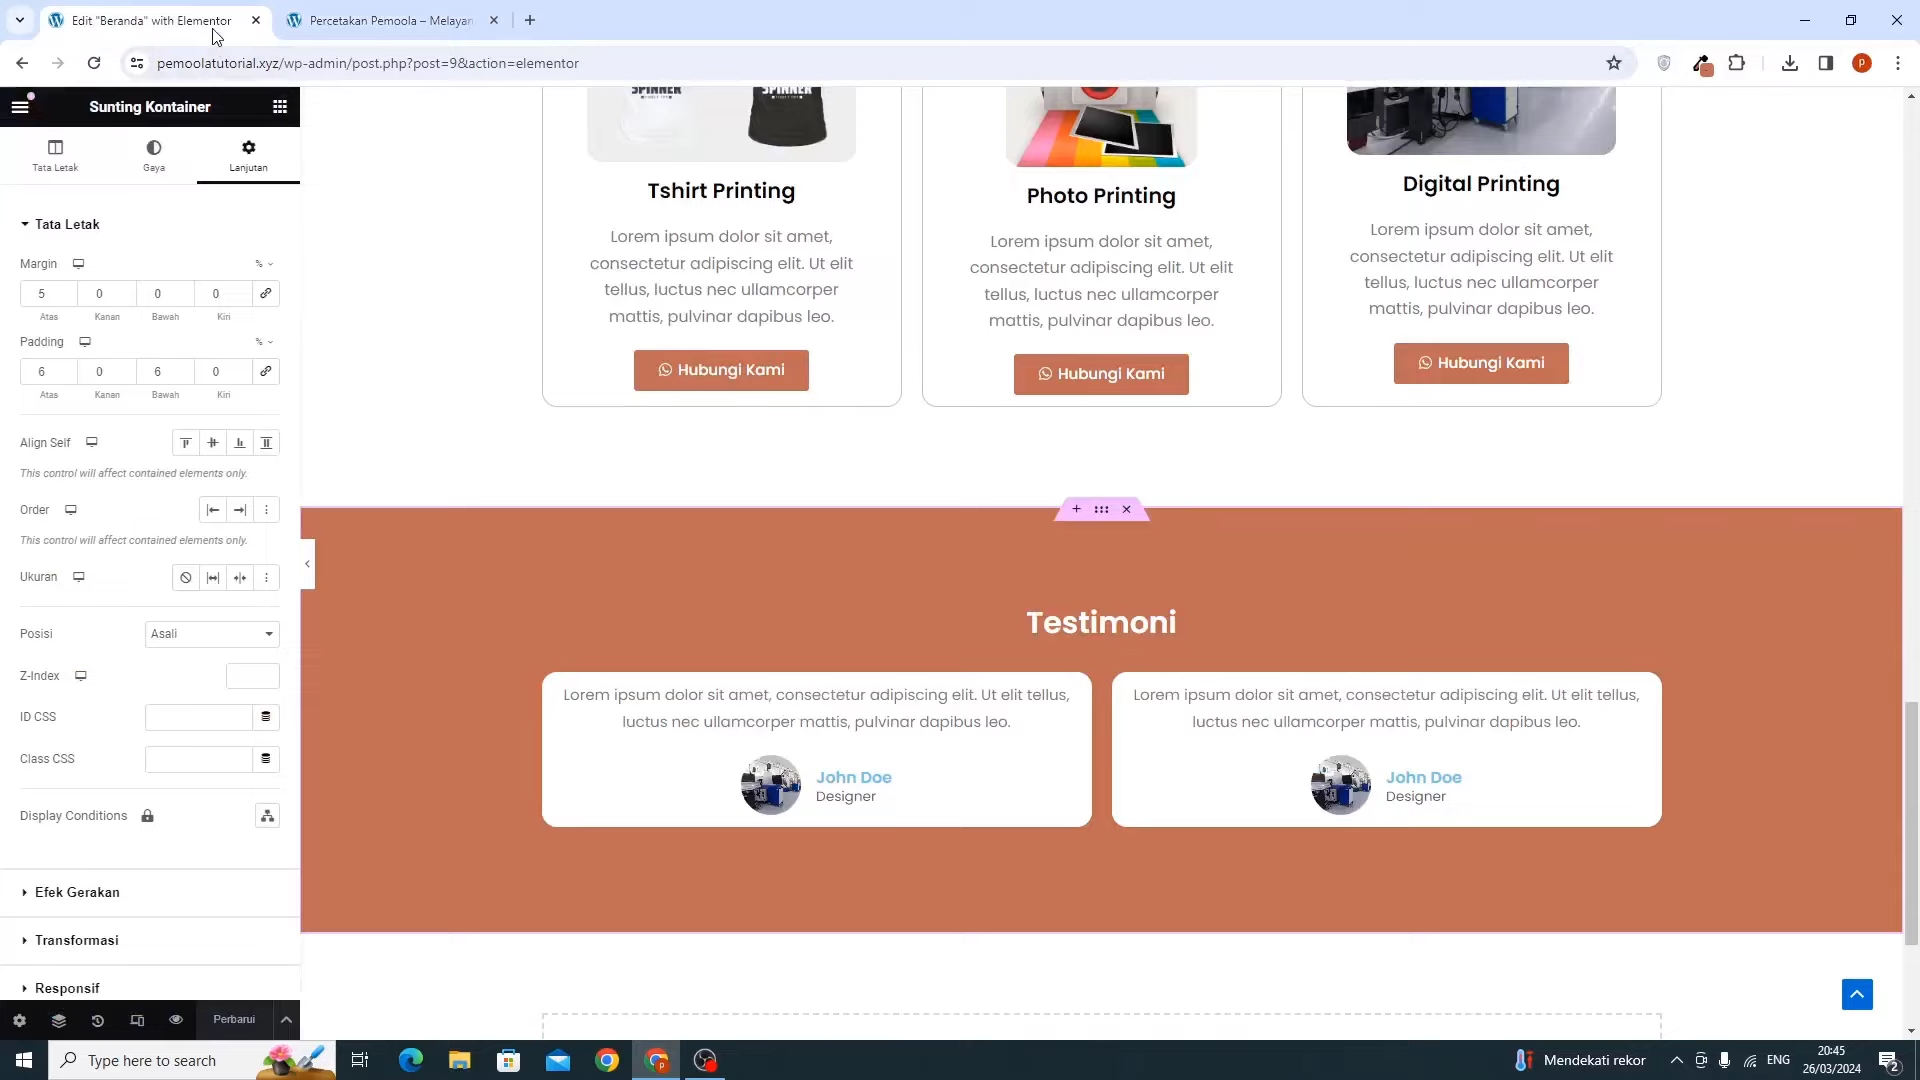 Edit "Beranda" with Elementor
Percetakan Pemoola – Melayan
pemoolatutorial.xyz/wp-admin/post.php?post=9&action=elementor
P
Sunting Kontainer
Tata Letak
Gaya
Lanjutan
Tata Letak
Margin
%
5
0
0
0
Atas
Kanan
Bawah
Kiri
Padding
%
6
0
6
0
Atas
Kanan
Bawah
Kiri
Align Self
This control will affect contained elements only.
Order
This control will affect contained elements only.
Ukuran
Posisi
Asali
Z-Index
ID CSS
Class CSS
Display Conditions
Efek Gerakan
Transformasi
Responsif
Perbarui
SPINNER
SPINNER
Tshirt Printing
Lorem ipsum dolor sit amet,
consectetur adipiscing elit. Ut elit
tellus, luctus nec ullamcorper
mattis, pulvinar dapibus leo.
Hubungi Kami
Photo Printing
Lorem ipsum dolor sit amet,
consectetur adipiscing elit. Ut elit
tellus, luctus nec ullamcorper
mattis, pulvinar dapibus leo.
Hubungi Kami
Digital Printing
Lorem ipsum dolor sit amet,
consectetur adipiscing elit. Ut elit
tellus, luctus nec ullamcorper
mattis, pulvinar dapibus leo.
Hubungi Kami
Testimoni
Lorem ipsum dolor sit amet, consectetur adipiscing elit. Ut elit tellus,
luctus nec ullamcorper mattis, pulvinar dapibus leo.
John Doe
Designer
Lorem ipsum dolor sit amet, consectetur adipiscing elit. Ut elit tellus,
luctus nec ullamcorper mattis, pulvinar dapibus leo.
John Doe
Designer
Type here to search
Mendekati rekor
ENG
20:45
26/03/2024
2